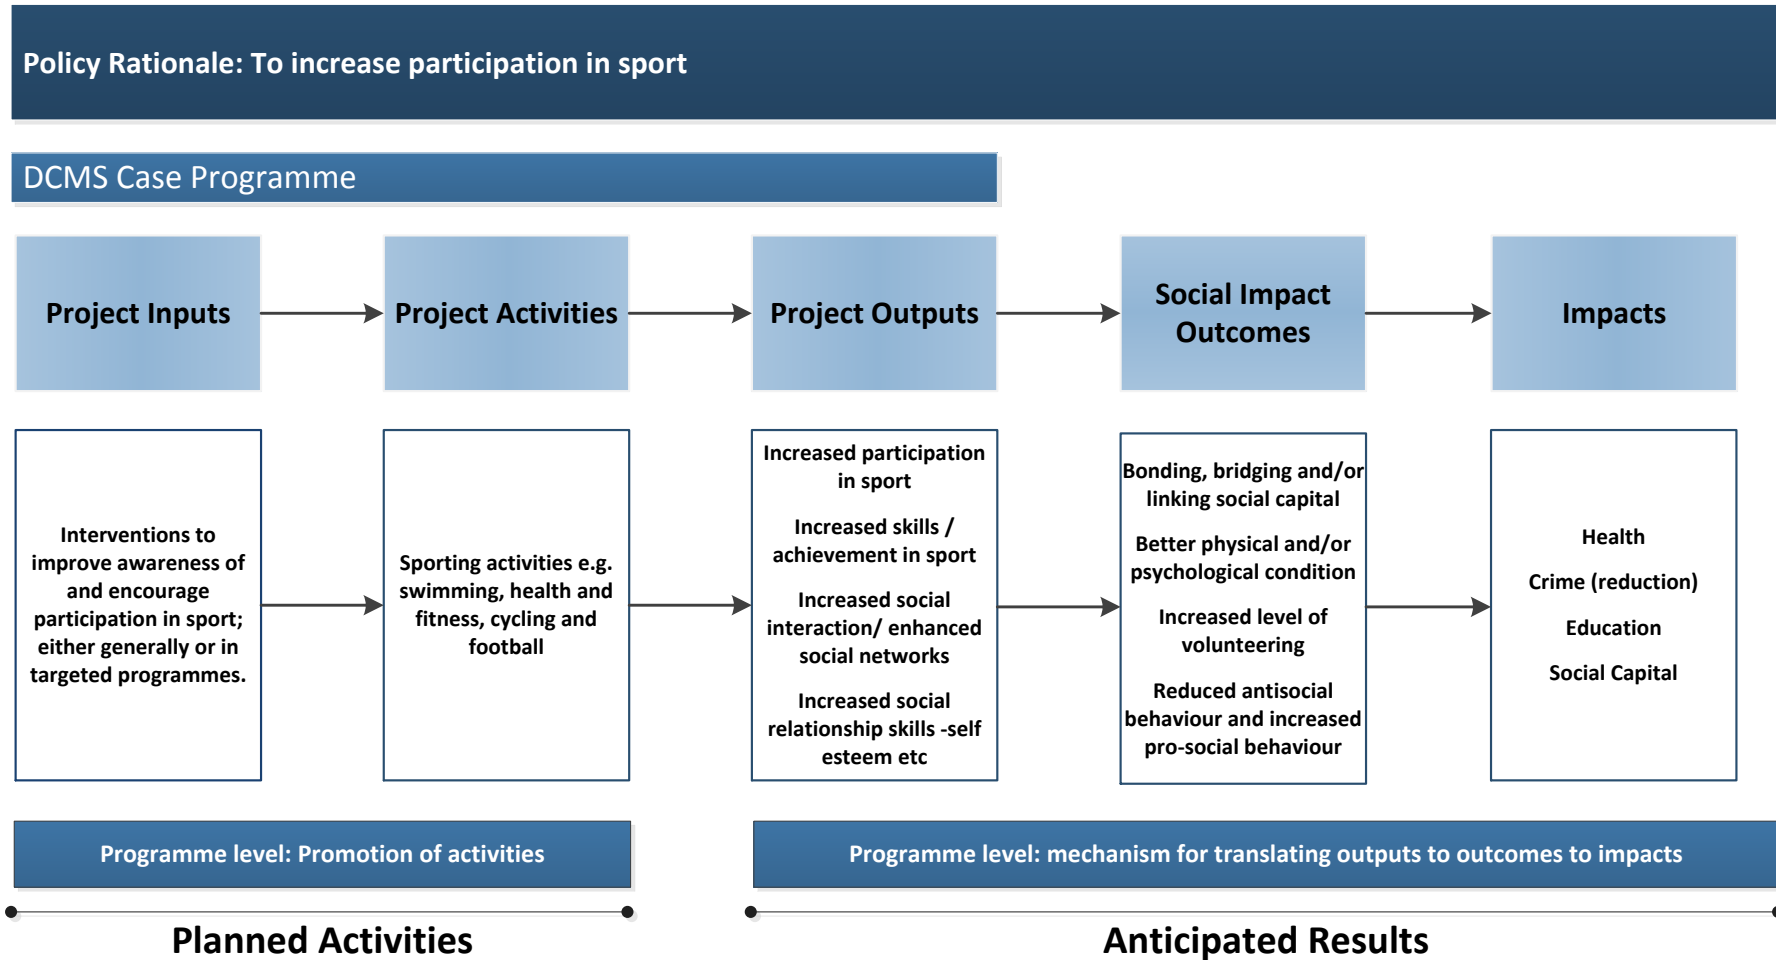 Policy Rationale: To increase participation in sport
DCMS Case Programme
Project Inputs
Project Activities
Project Outputs
Social Impact
Outcomes
Impacts
Interventions to
improve awareness of
and encourage
participation in sport;
either generally or in
targeted programmes.
Sporting activities e.g.
swimming, health and
fitness, cycling and
football
Increased participation
in sport
Increased skills /
achievement in sport
Increased social
interaction/ enhanced
social networks
Increased social
relationship skills -self
esteem etc
Bonding, bridging and/or
linking social capital
Better physical and/or
psychological condition
Increased level of
volunteering
Reduced antisocial
behaviour and increased
pro-social behaviour
Health
Crime (reduction)
Education
Social Capital
Programme level: Promotion of activities
Programme level: mechanism for translating outputs to outcomes to impacts
Planned Activities
Anticipated Results